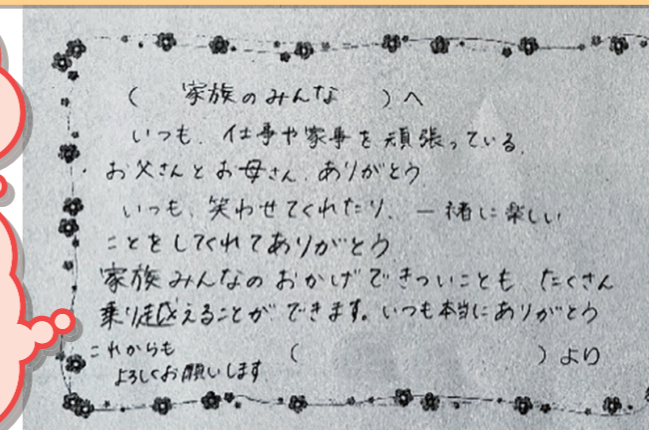 ( 家族のみんな )へ
いつも、仕事や家事を頑張っている、
お父さんとお母さん、ありがとう
いつも、笑わせてくれたり、一緒に楽しい
ことをしてくれてありがとう
家族みんなのおかげできついことも、たくさん
乗り越えることができます。いつも本当にありがとう
これからも
よろしくお願いします
( )より